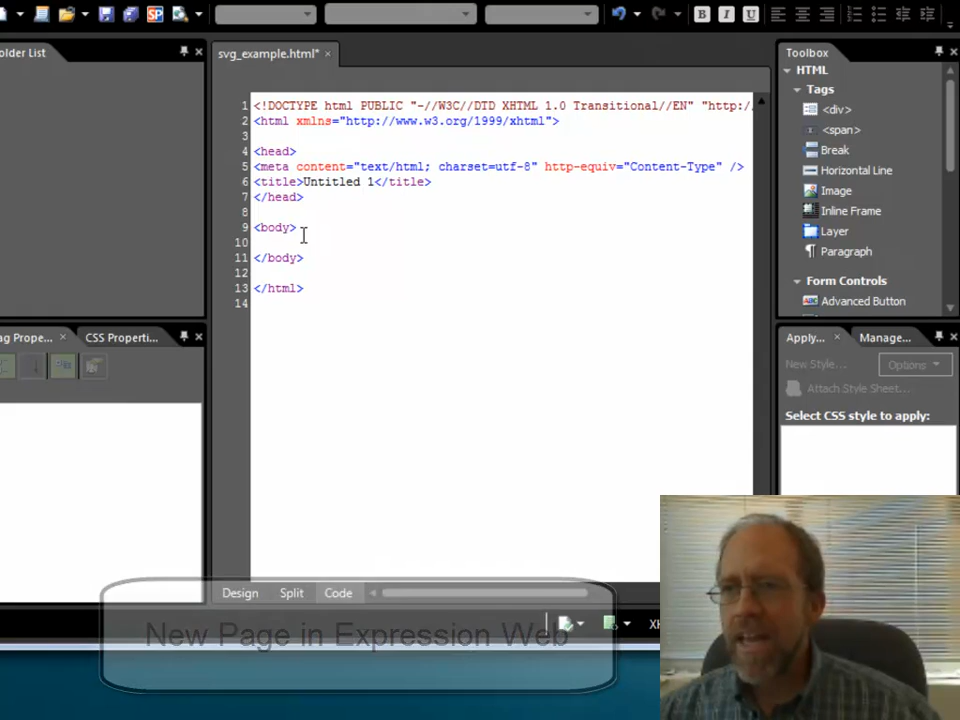 SP
B I U
older List
svg_example.html*
Toolbox
HTML
Tags
<div>
<span>
Break
Horizontal Line
Image
Inline Frame
Layer
Paragraph
Form Controls
Advanced Button
1 <!DOCTYPE html PUBLIC "-//W3C//DTD XHTML 1.0 Transitional//EN" "http:/
2 <html xmlns="http://www.w3.org/1999/xhtml">
3
4 <head>
5 <meta content="text/html; charset=utf-8" http-equiv="Content-Type" />
6 <title>Untitled 1</title>
7 </head>
8
9 <body>
10
11 </body>
12
13 </html>
14
ag Prope... CSS Properti...
Apply... Manage...
New Style... Options
Attach Style Sheet...
Select CSS style to apply:
Design Split Code
New Page in Expression Web
XH